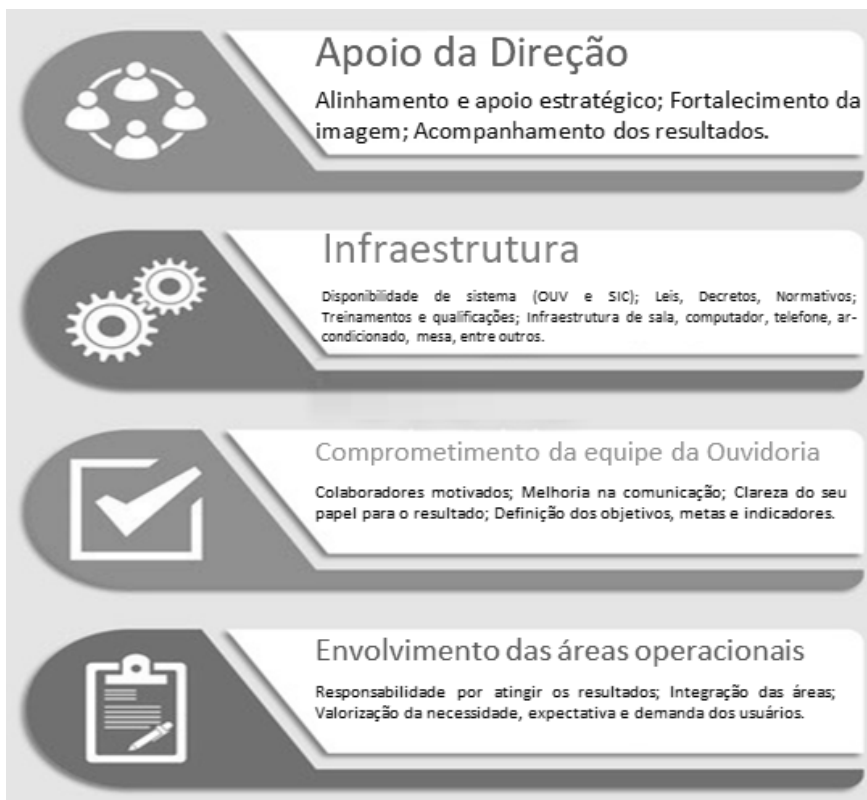 Apoio da Direção
Alinhamento e apoio estratégico; Fortalecimento da
imagem; Acompanhamento dos resultados.
Infraestrutura
Disponibilidade de sistema (OUV e SIC); Leis, Decretos, Normativos;
Treinamentos e qualificações; Infraestrutura de sala, computador, telefone, ar-
condicionado, mesa, entre outros.
Comprometimento da equipe da Ouvidoria
Colaboradores motivados; Melhoria na comunicação; Clareza do seu
papel para o resultado; Definição dos objetivos, metas e indicadores.
Envolvimento das áreas operacionais
Responsabilidade por atingir os resultados; Integração das áreas;
Valorização da necessidade, expectativa e demanda dos usuários.